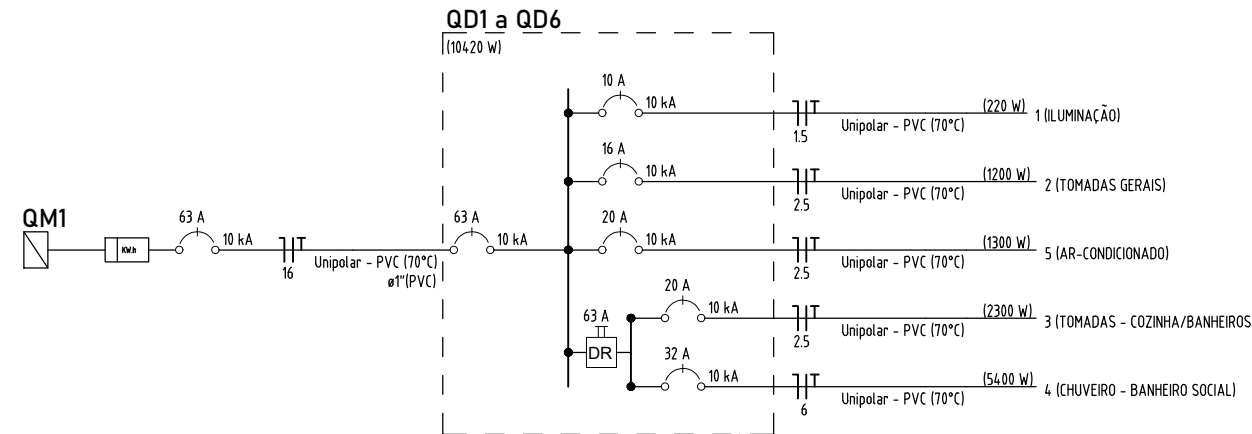 QD1 a QD6
(10420 W)
10 A
10 kA
1.5
Unipolar - PVC (70°C)
(220 W)
1 (ILUMINAÇÃO)
16 A
10 kA
2.5
Unipolar - PVC (70°C)
(1200 W)
2 (TOMADAS GERAIS)
QM1
KW.h
63 A
10 kA
16
Unipolar - PVC (70°C)
ø1"(PVC)
63 A
10 kA
20 A
10 kA
2.5
Unipolar - PVC (70°C)
(1300 W)
5 (AR-CONDICIONADO)
63 A
DR
20 A
10 kA
2.5
Unipolar - PVC (70°C)
(2300 W)
3 (TOMADAS - COZINHA/BANHEIROS
32 A
10 kA
6
Unipolar - PVC (70°C)
(5400 W)
4 (CHUVEIRO - BANHEIRO SOCIAL)